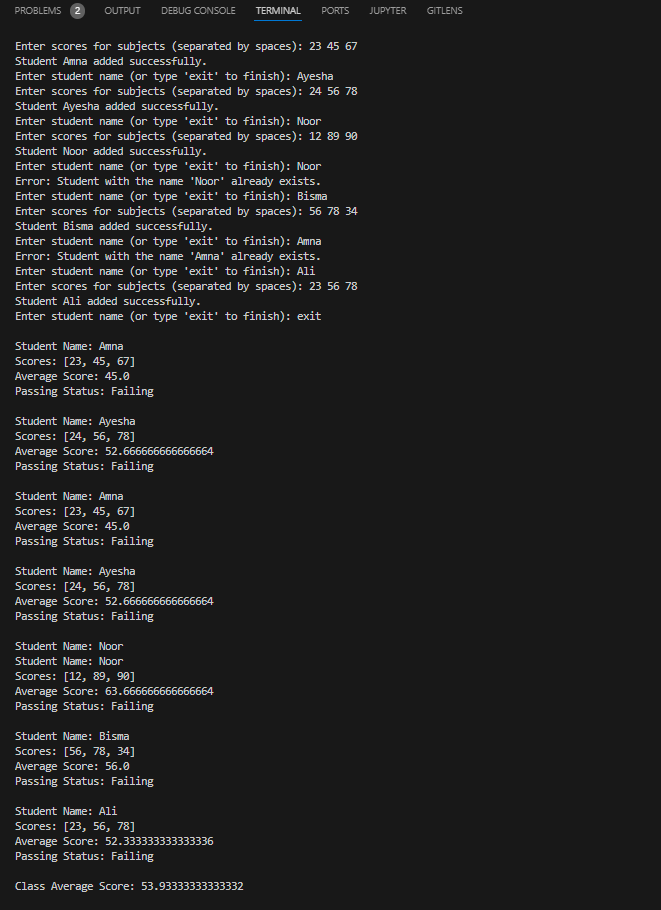 PROBLEMS 2 OUTPUT DEBUG CONSOLE TERMINAL PORTS JUPYTER GITLENS
Enter scores for subjects (separated by spaces): 23 45 67
Student Amna added successfully.
Enter student name (or type 'exit' to finish): Ayesha
Enter scores for subjects (separated by spaces): 24 56 78
Student Ayesha added successfully.
Enter student name (or type 'exit' to finish): Noor
Enter scores for subjects (separated by spaces): 12 89 90
Student Noor added successfully.
Enter student name (or type 'exit' to finish): Noor
Error: Student with the name 'Noor' already exists.
Enter student name (or type 'exit' to finish): Bisma
Enter scores for subjects (separated by spaces): 56 78 34
Student Bisma added successfully.
Enter student name (or type 'exit' to finish): Amna
Error: Student with the name 'Amna' already exists.
Enter student name (or type 'exit' to finish): Ali
Enter scores for subjects (separated by spaces): 23 56 78
Student Ali added successfully.
Enter student name (or type 'exit' to finish): exit
Student Name: Amna
Scores: [23, 45, 67]
Average Score: 45.0
Passing Status: Failing
Student Name: Ayesha
Scores: [24, 56, 78]
Average Score: 52.666666666666664
Passing Status: Failing
Student Name: Amna
Scores: [23, 45, 67]
Average Score: 45.0
Passing Status: Failing
Student Name: Ayesha
Scores: [24, 56, 78]
Average Score: 52.666666666666664
Passing Status: Failing
Student Name: Noor
Student Name: Noor
Scores: [12, 89, 90]
Average Score: 63.666666666666664
Passing Status: Failing
Student Name: Bisma
Scores: [56, 78, 34]
Average Score: 56.0
Passing Status: Failing
Student Name: Ali
Scores: [23, 56, 78]
Average Score: 52.333333333333336
Passing Status: Failing
Class Average Score: 53.93333333333332